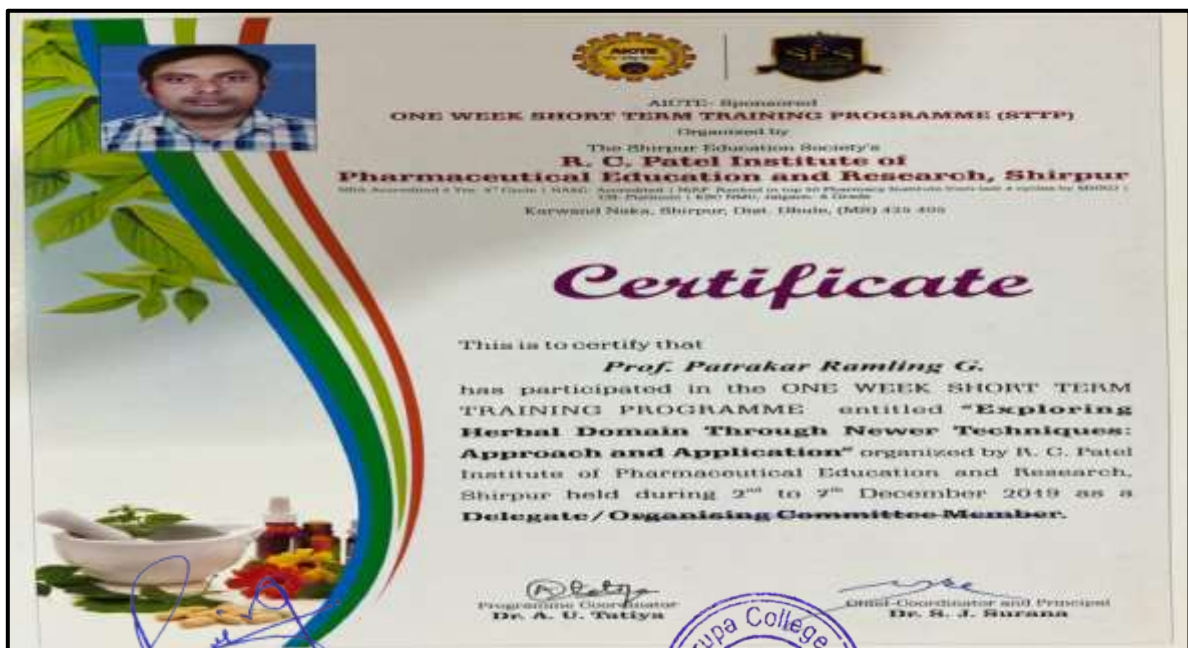 AICTE
SES
AICTE- Sponsored
ONE WEEK SHORT TERM TRAINING PROGRAMME (STTP)
Organized by
The Shirpur Education Society's
R. C. Patel Institute of
Pharmaceutical Education and Research, Shirpur
Karwand Naka, Shirpur, Dist. Dhule, (MS) 425 405
Certificate
This is to certify that
Prof. Patrakar Ramling G.
has participated in the ONE WEEK SHORT TERM
TRAINING PROGRAMME entitled "Exploring
Herbal Domain Through Newer Techniques:
Approach and Application" organized by R. C. Patel
Institute of Pharmaceutical Education and Research,
Shirpur held during 2nd to 7th December 2019 as a
Delegate/Organising Committee Member.
Programme Coordinator
Dr. A. U. Tatiya
Chief-Coordinator and Principal
Dr. S. J. Surana
upa College